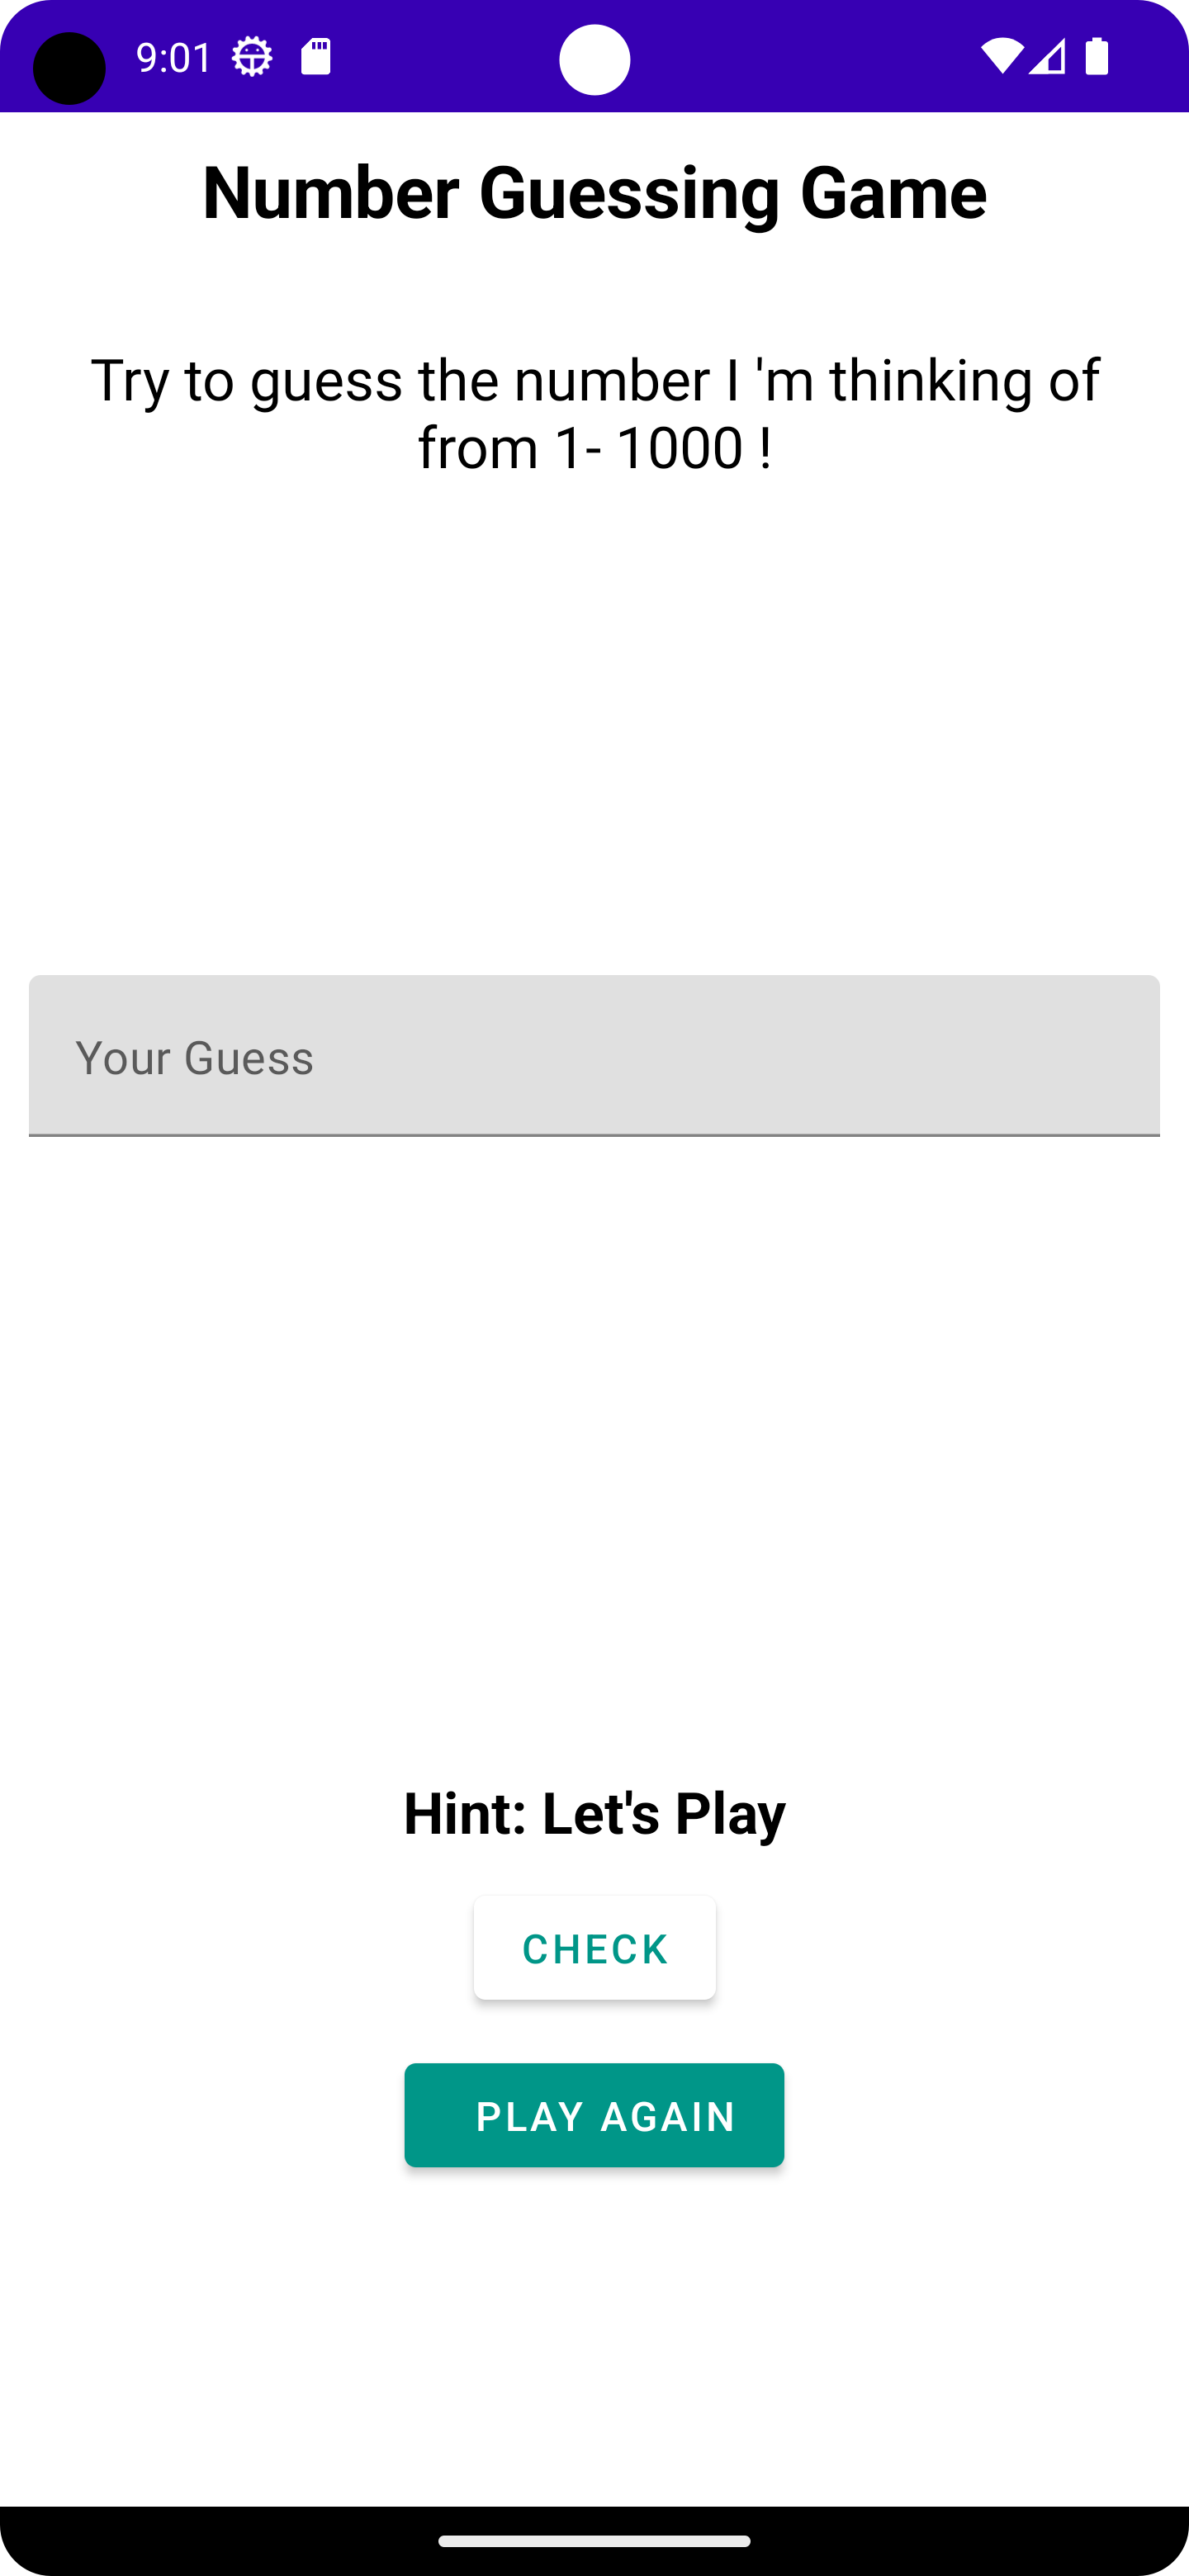 9:01
Number Guessing Game
Try to guess the number I 'm thinking of
from 1- 1000 !
Your Guess
Hint: Let's Play
CHECK
PLAY AGAIN